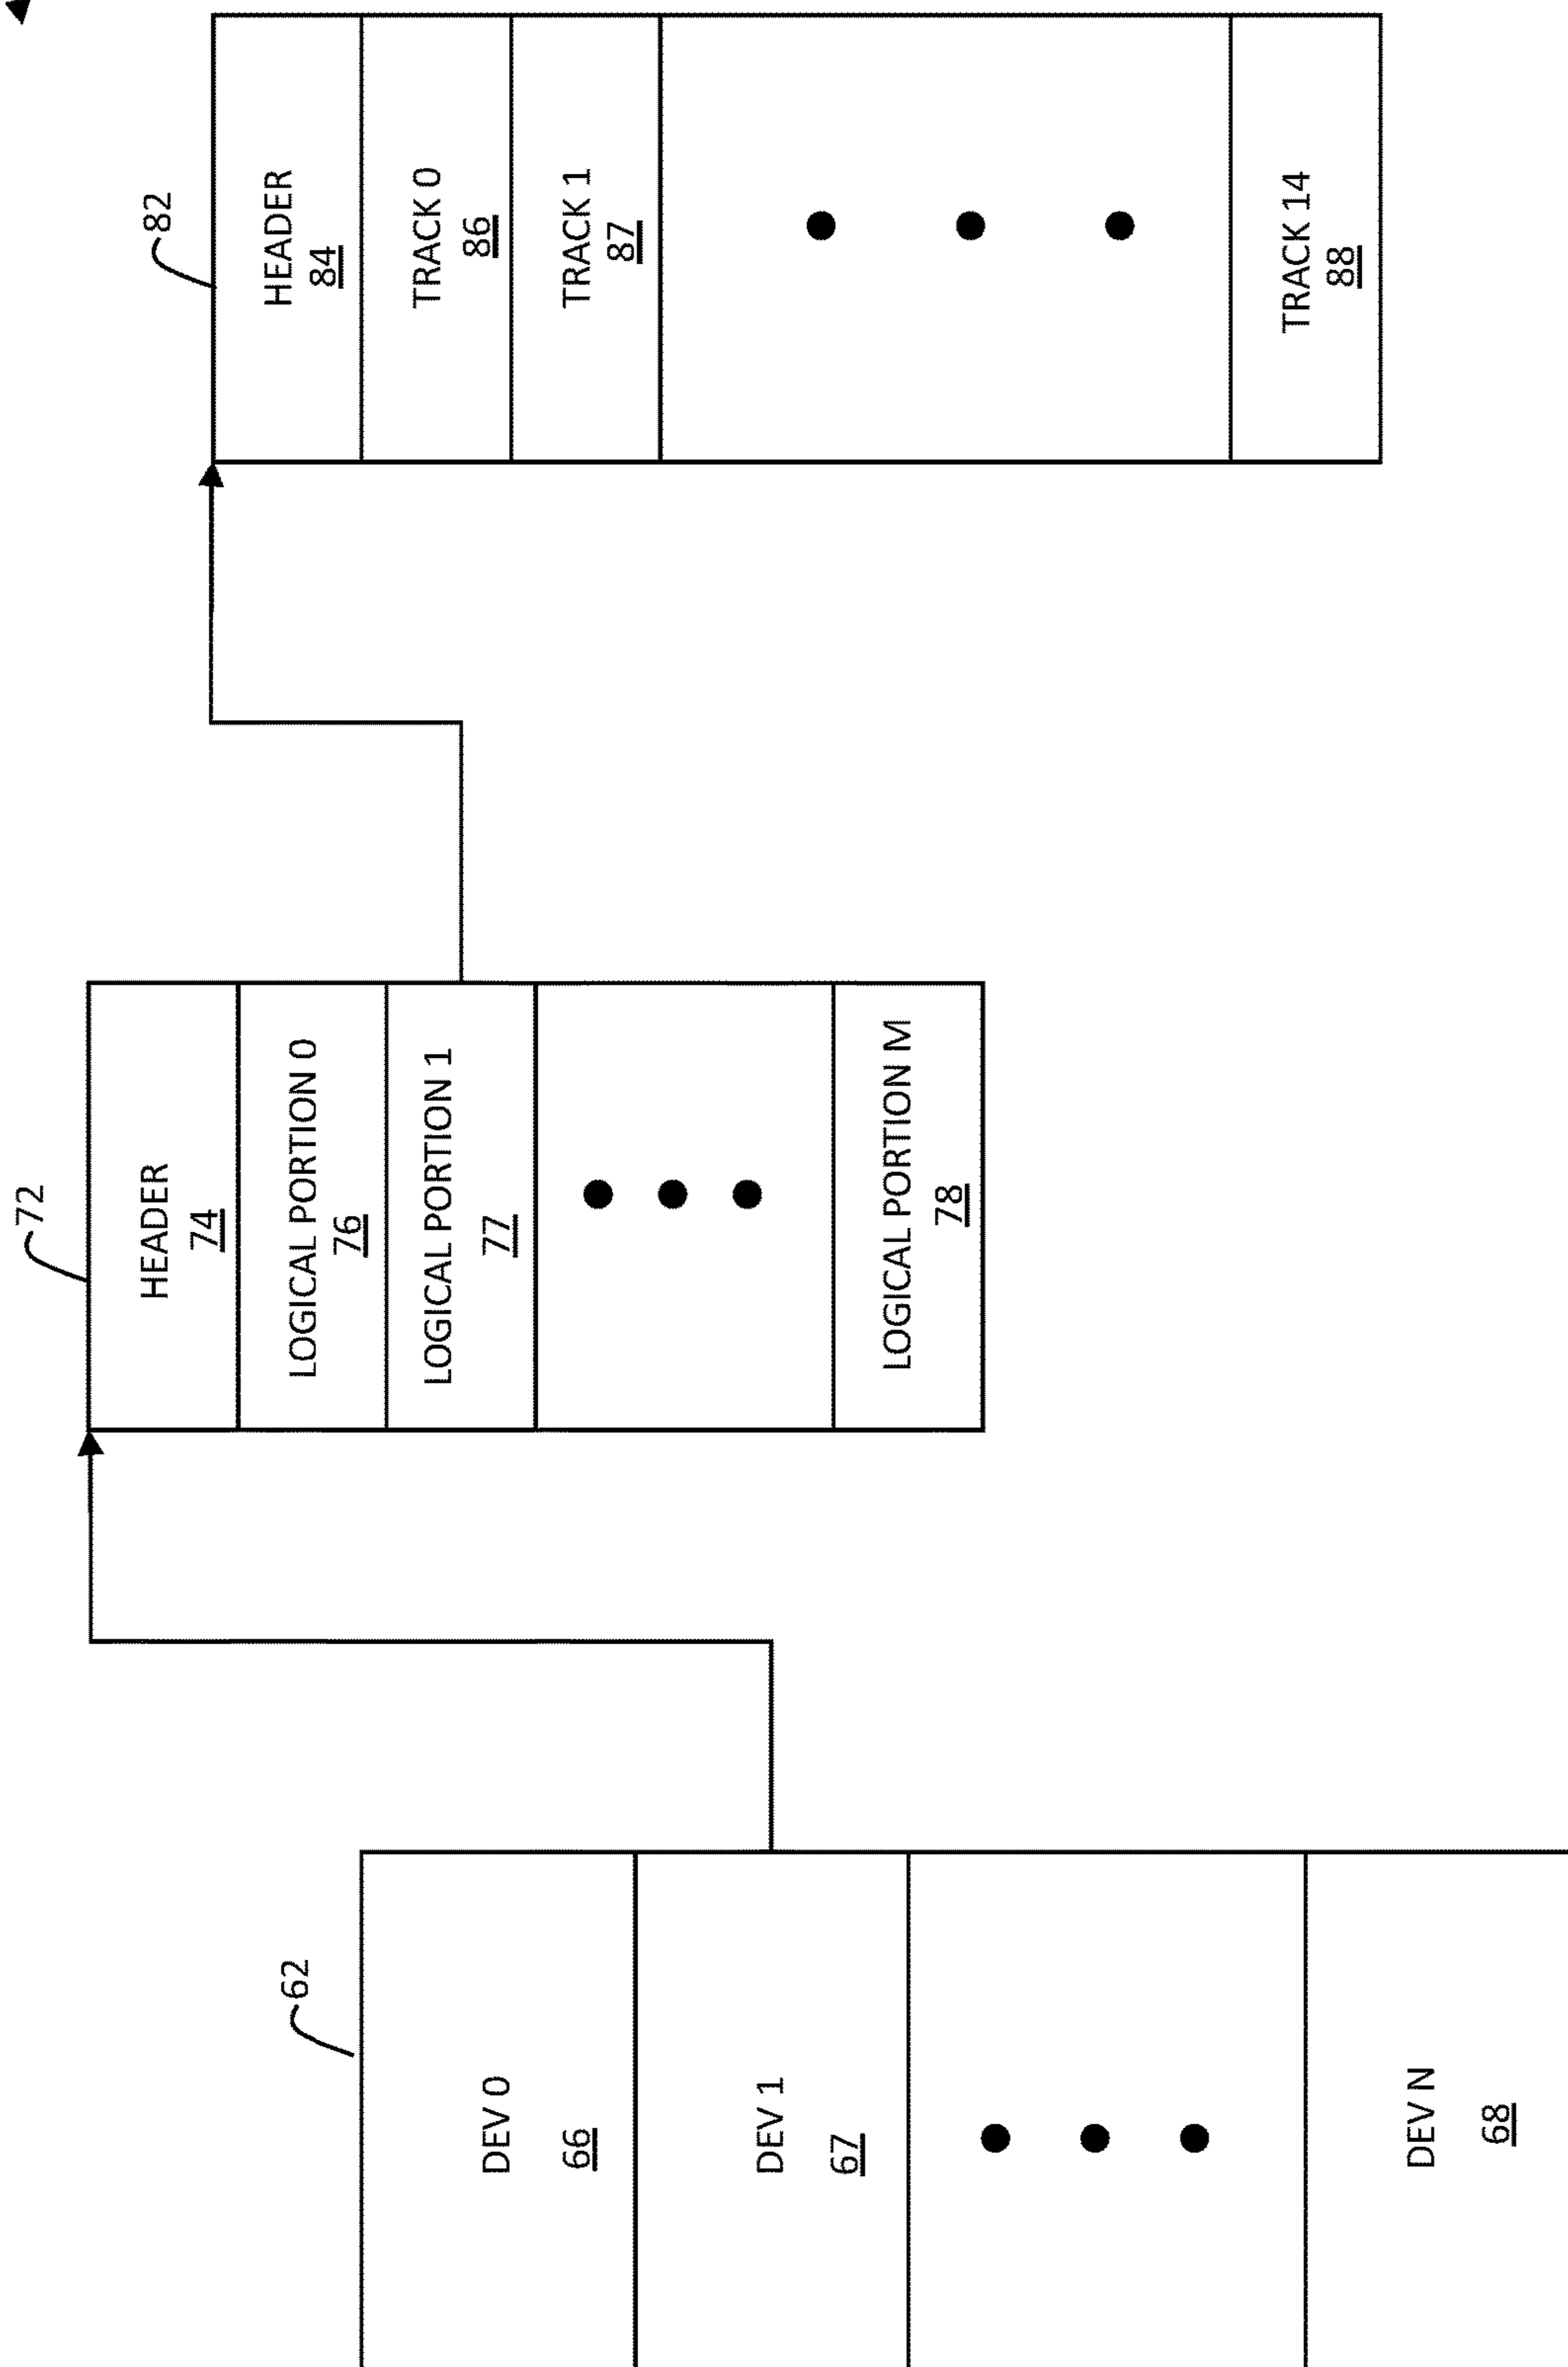 62
DEV 0
66
DEV 1
67
DEV N
68
72
HEADER
74
LOGICAL PORTION 0
76
LOGICAL PORTION 1
77
LOGICAL PORTION M
78
82
HEADER
84
TRACK 0
86
TRACK 1
87
TRACK 14
88